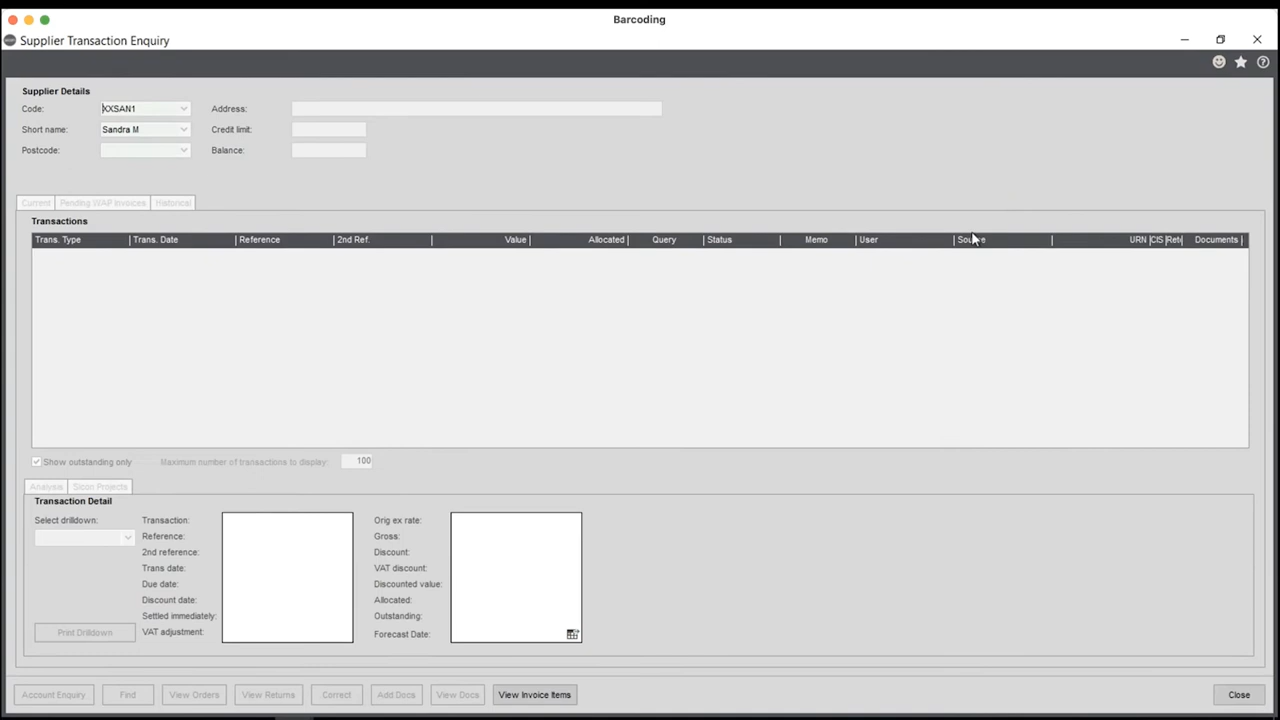 Barcoding
Supplier Transaction Enquiry
Supplier Details
Code: XXSAN1 Address:
Short name: Sandra M Credit limit:
Postcode: Balance:
Current Pending WAP Invoices Historical
Transactions
Trans. Type Trans. Date Reference 2nd Ref. Value Allocated Query Status Memo User Source URN CIS Rete Documents
Show outstanding only Maximum number of transactions to display: 100
Analysis Sicon Projects
Transaction Detail
Select drilldown: Transaction: Orig ex rate:
Reference: Gross:
2nd reference: Discount:
Trans date: VAT discount:
Due date: Discounted value:
Discount date: Allocated:
Settled immediately: Outstanding:
Print Drilldown VAT adjustment: Forecast Date:
Account Enquiry Find View Orders View Returns Correct Add Docs View Docs View Invoice Items Close